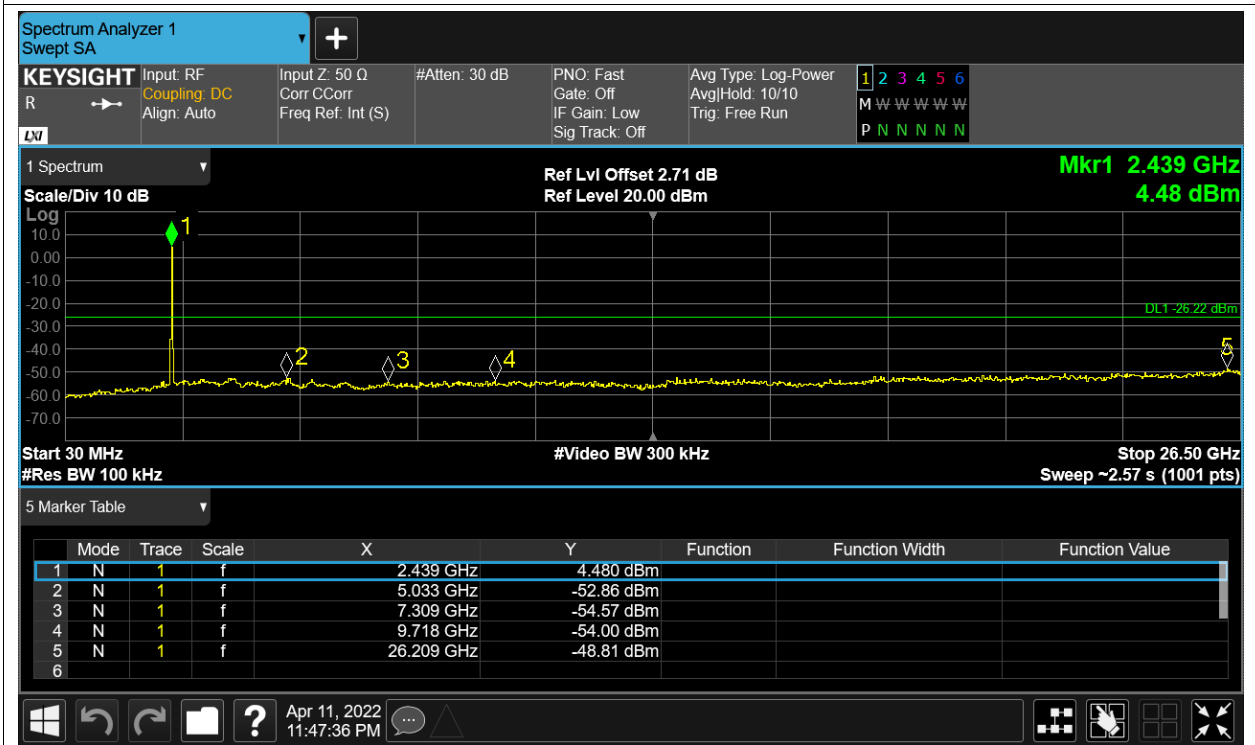 Spectrum Analyzer 1
Swept SA
+
KEYSIGHT
R
LXI
Input: RF
Coupling: DC
Align: Auto
Input Z: 50 Ω
Corr CCorr
Freq Ref: Int (S)
#Atten: 30 dB
PNO: Fast
Gate: Off
IF Gain: Low
Sig Track: Off
Avg Type: Log-Power
Avg|Hold: 10/10
Trig: Free Run
1 2 3 4 5 6
M W W W W W
P N N N N N
1 Spectrum
Scale/Div 10 dB
Ref Lvl Offset 2.71 dB
Ref Level 20.00 dBm
Mkr1 2.439 GHz
4.48 dBm
Log
10.0
0.00
-10.0
-20.0
-30.0
-40.0
-50.0
-60.0
-70.0
1
2
3
4
5
DL1 -26.22 dBm
Start 30 MHz
#Video BW 300 kHz
Stop 26.50 GHz
#Res BW 100 kHz
Sweep ~2.57 s (1001 pts)
5 Marker Table
Mode Trace Scale X Y Function Function Width Function Value
1 N 1 f 2.439 GHz 4.480 dBm
2 N 1 f 5.033 GHz -52.86 dBm
3 N 1 f 7.309 GHz -54.57 dBm
4 N 1 f 9.718 GHz -54.00 dBm
5 N 1 f 26.209 GHz -48.81 dBm
6
?
Apr 11, 2022
11:47:36 PM